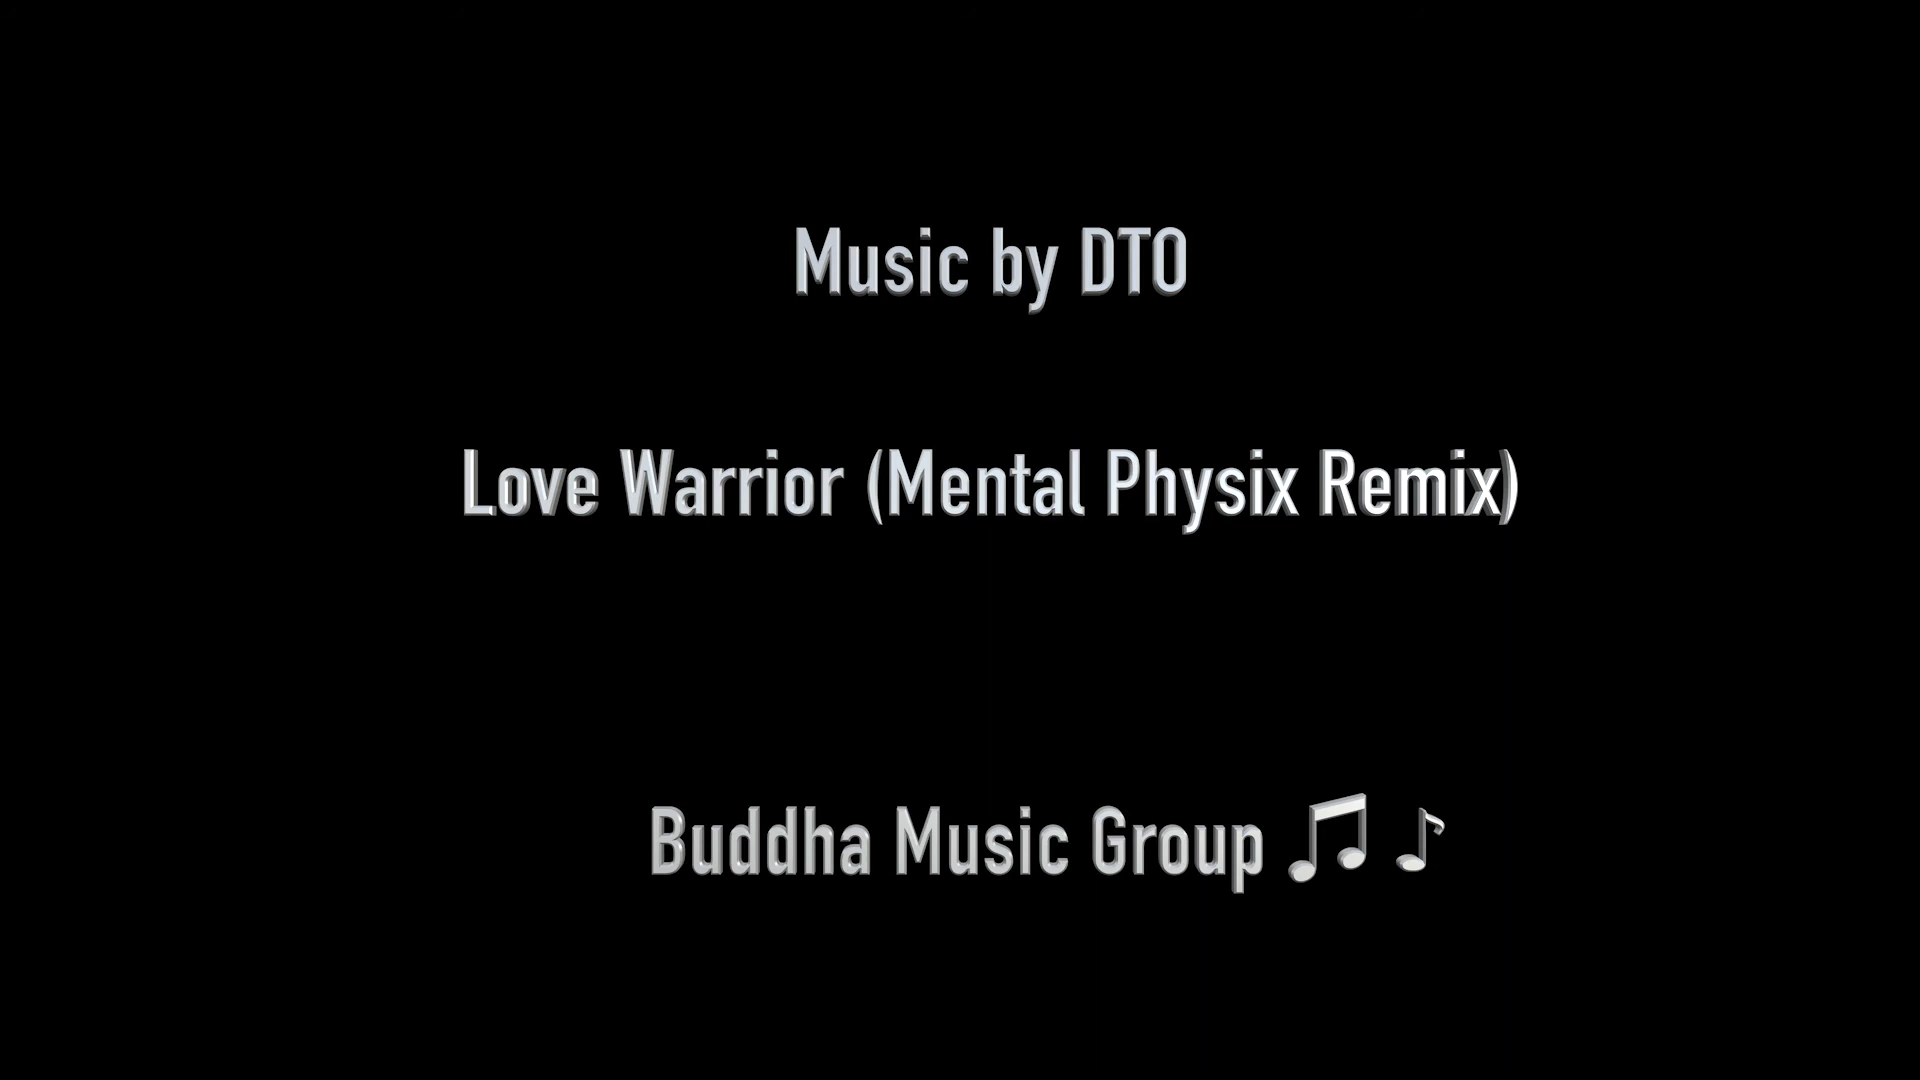 Music by DTO
Love Warrior (Mental Physix Remix)
Buddha Music Group 🎵 ♪